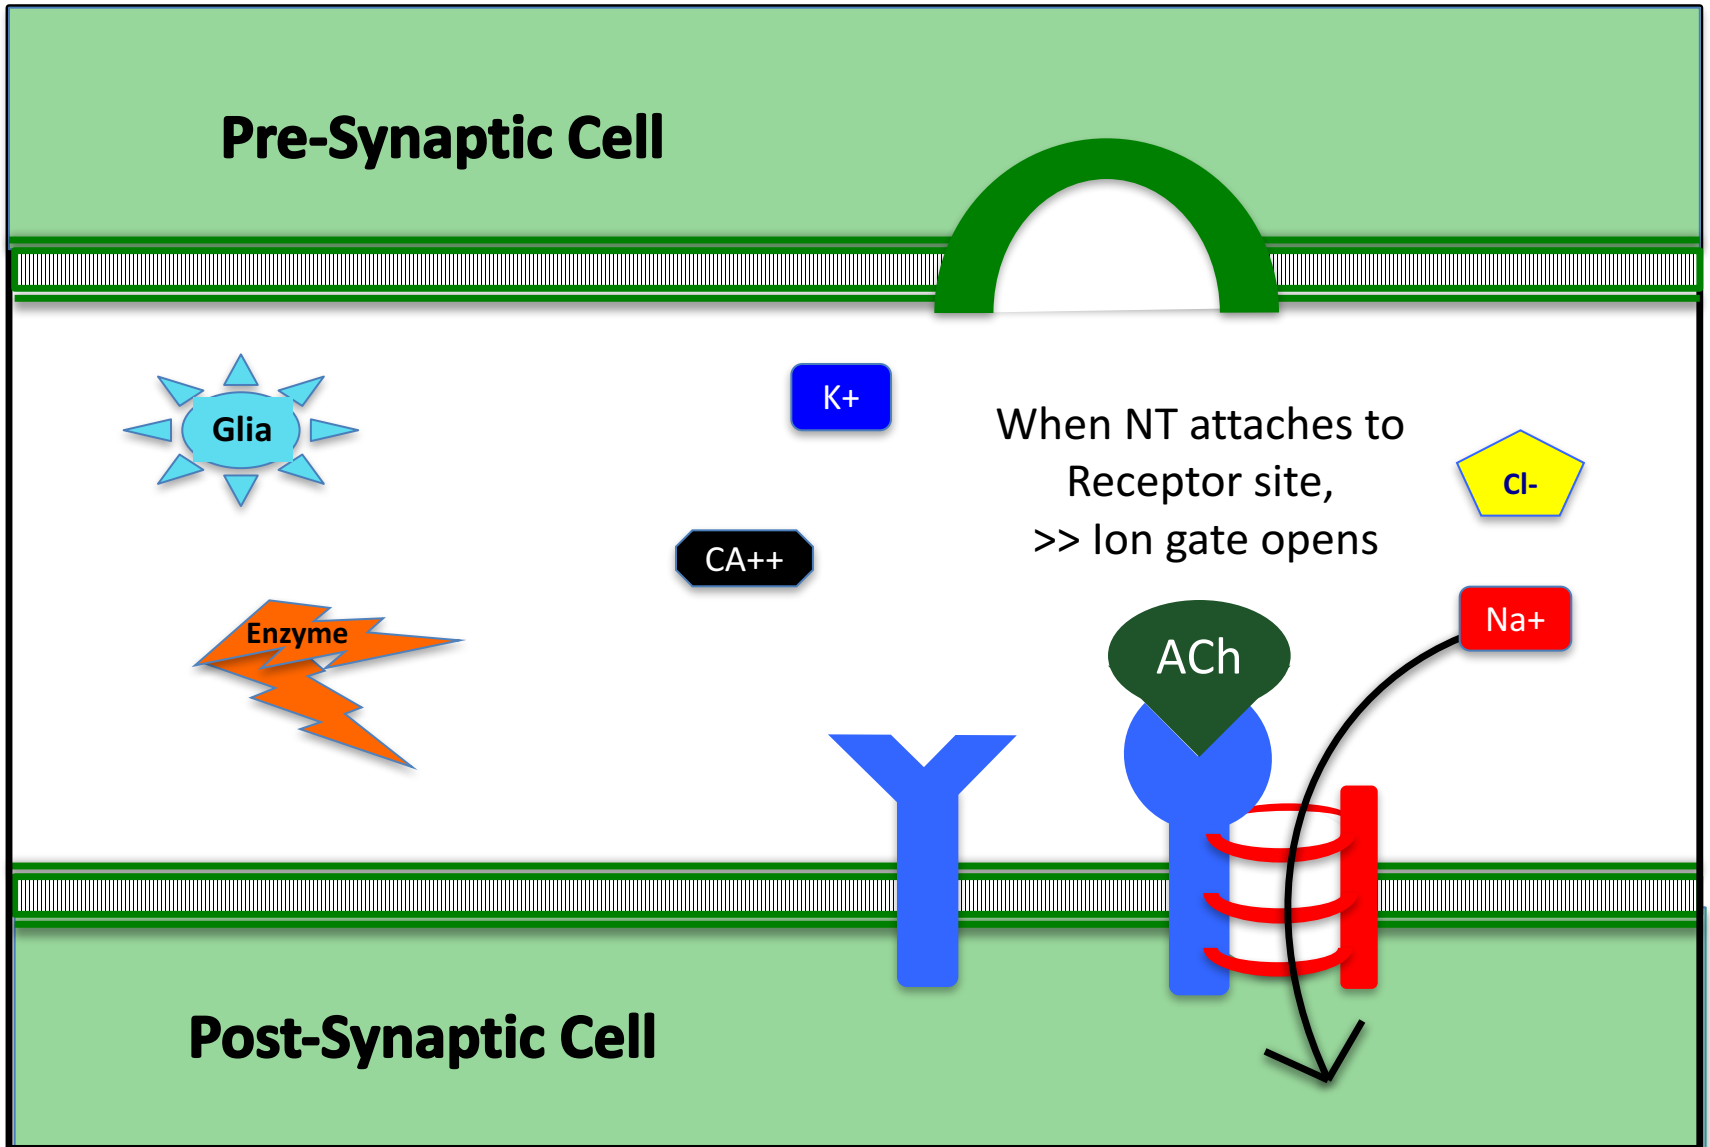 Pre-Synaptic Cell
Glia
K+
When NT attaches to
Receptor site,
>> Ion gate opens
Cl-
CA++
Enzyme
Na+
ACh
Post-Synaptic Cell